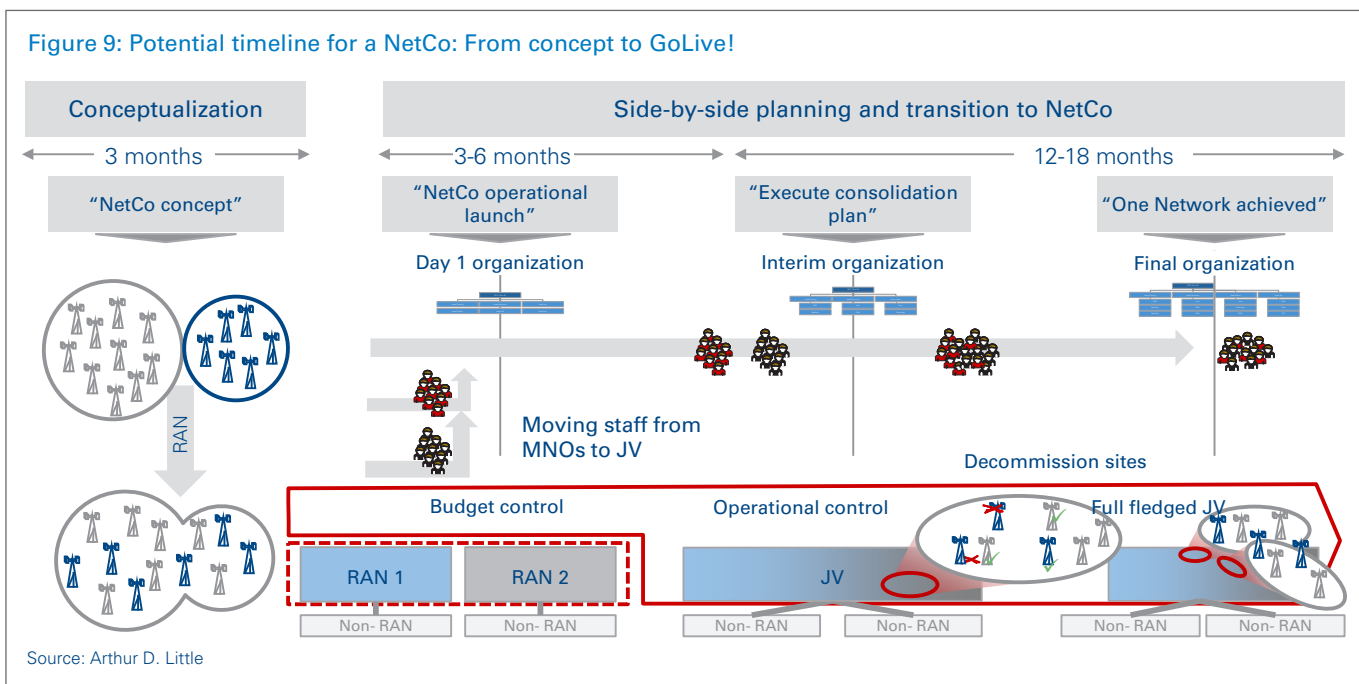 Figure 9: Potential timeline for a NetCo: From concept to GoLive!
Conceptualization
Side-by-side planning and transition to NetCo
3 months
3-6 months
12-18 months
“NetCo concept”
“NetCo operational
launch”
“Execute consolidation
plan”
“One Network achieved”
Day 1 organization
Interim organization
Final organization
RAN
Moving staff from
MNOs to JV
Decommission sites
Budget control
Operational control
Full fledged JV
RAN 1
RAN 2
JV
Non- RAN
Non- RAN
Non- RAN
Non- RAN
Non- RAN
Non- RAN
Source: Arthur D. Little